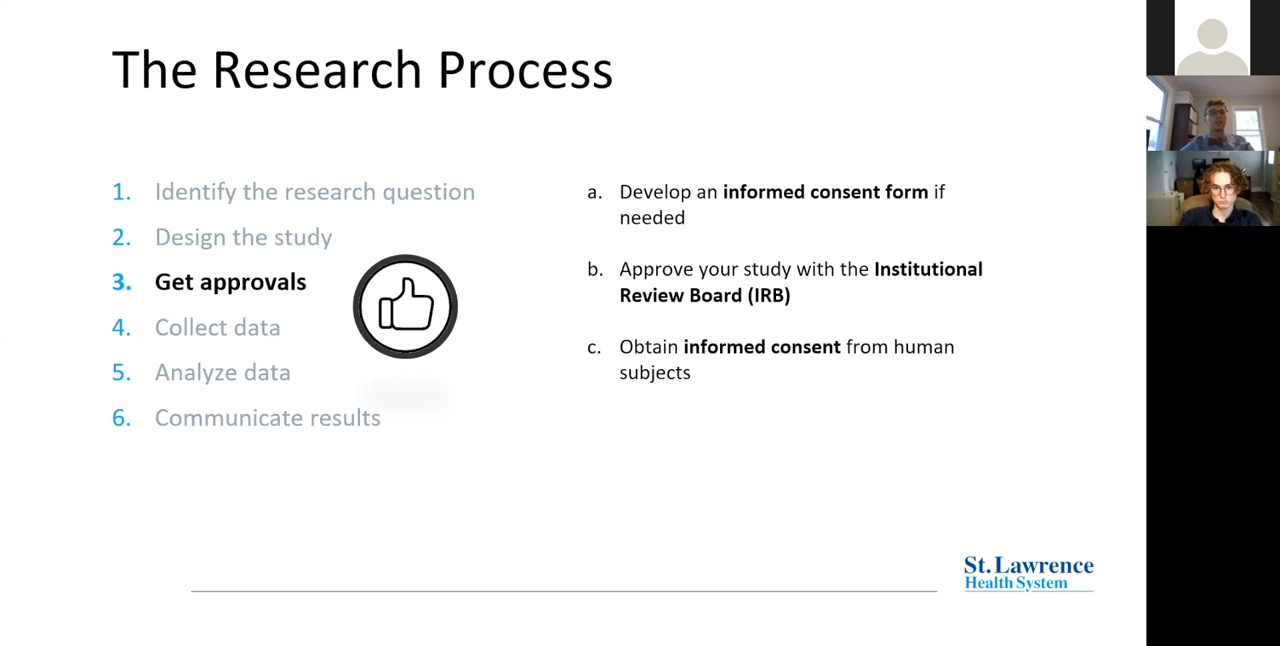 The Research Process
1. Identify the research question
2. Design the study
3. Get approvals
4. Collect data
5. Analyze data
6. Communicate results
a. Develop an informed consent form if
needed
b. Approve your study with the Institutional
Review Board (IRB)
c. Obtain informed consent from human
subjects
St. Lawrence
Health System